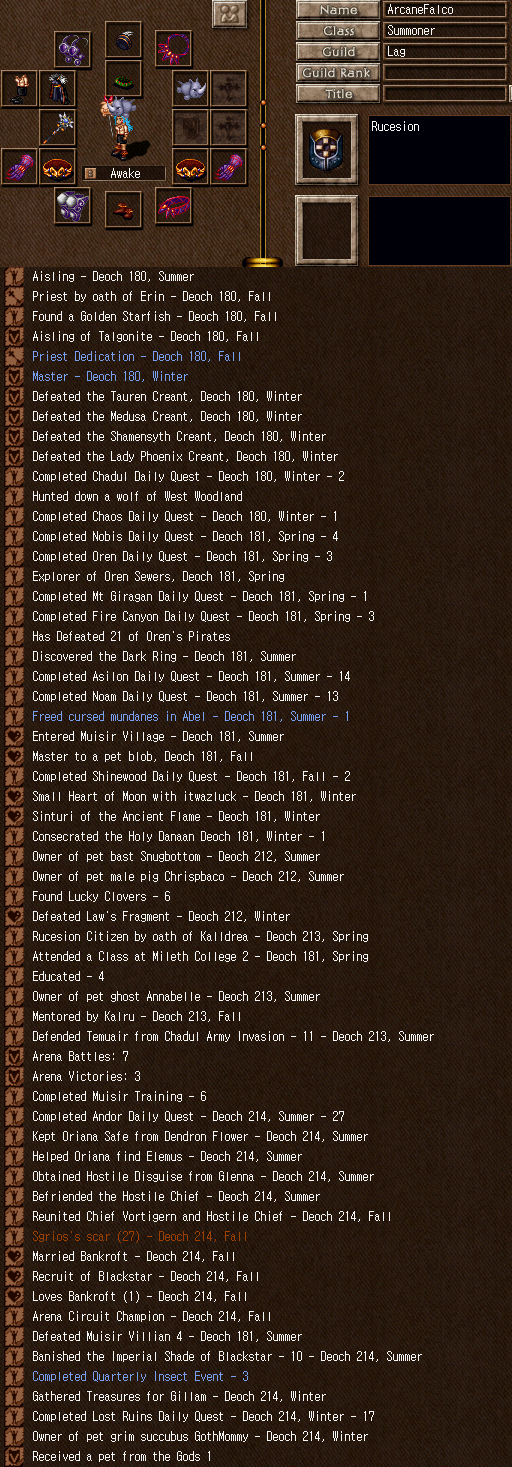 Name
ArcaneFalco
Class
Summoner
Guild
Lag
Guild Rank
Title
Rucesion
Awake
Aisling - Deoch 180, Summer
Priest by oath of Erin - Deoch 180, Fall
Found a Golden Starfish - Deoch 180, Fall
Aisling of Talgonite - Deoch 180, Fall
Priest Dedication - Deoch 180, Fall
Master - Deoch 180, Winter
Defeated the Tauren Creant, Deoch 180, Winter
Defeated the Medusa Creant, Deoch 180, Winter
Defeated the Shamensyth Creant, Deoch 180, Winter
Defeated the Lady Phoenix Creant, Deoch 180, Winter
Completed Chadul Daily Quest - Deoch 180, Winter - 2
Hunted down a wolf of West Woodland
Completed Chaos Daily Quest - Deoch 180, Winter - 1
Completed Nobis Daily Quest - Deoch 181, Spring - 4
Completed Oren Daily Quest - Deoch 181, Spring - 3
Explorer of Oren Sewers, Deoch 181, Spring
Completed Mt Giragan Daily Quest - Deoch 181, Spring - 1
Completed Fire Canyon Daily Quest - Deoch 181, Spring - 3
Has Defeated 21 of Oren's Pirates
Discovered the Dark Ring - Deoch 181, Summer
Completed Asilon Daily Quest - Deoch 181, Summer - 14
Completed Noam Daily Quest - Deoch 181, Summer - 13
Freed cursed mundanes in Abel - Deoch 181, Summer - 1
Entered Muisir Village - Deoch 181, Summer
Master to a pet blob, Deoch 181, Fall
Completed Shinewood Daily Quest - Deoch 181, Fall - 2
Small Heart of Moon with itwazluck - Deoch 181, Winter
Sinturi of the Ancient Flame - Deoch 181, Winter
Consecrated the Holy Danaan Deoch 181, Winter - 1
Owner of pet bast Snugbottom - Deoch 212, Summer
Owner of pet male pig Chrispbaco - Deoch 212, Summer
Found Lucky Clovers - 6
Defeated Law's Fragment - Deoch 212, Winter
Rucesion Citizen by oath of Kalldrea - Deoch 213, Spring
Attended a Class at Mileth College 2 - Deoch 181, Spring
Educated - 4
Owner of pet ghost Annabelle - Deoch 213, Summer
Mentored by Kalru - Deoch 213, Fall
Defended Temuair from Chadul Army Invasion - 11 - Deoch 213, Summer
Arena Battles: 7
Arena Victories: 3
Completed Muisir Training - 6
Completed Andor Daily Quest - Deoch 214, Summer - 27
Kept Oriana Safe from Dendron Flower - Deoch 214, Summer
Helped Oriana find Elemus - Deoch 214, Summer
Obtained Hostile Disguise from Glenna - Deoch 214, Summer
Befriended the Hostile Chief - Deoch 214, Summer
Reunited Chief Vortigern and Hostile Chief - Deoch 214, Fall
Sgrios's scar (27) - Deoch 214, Fall
Married Bankroft - Deoch 214, Fall
Recruit of Blackstar - Deoch 214, Fall
Loves Bankroft (1) - Deoch 214, Fall
Arena Circuit Champion - Deoch 214, Fall
Defeated Muisir Villian 4 - Deoch 181, Summer
Banished the Imperial Shade of Blackstar - 10 - Deoch 214, Summer
Completed Quarterly Insect Event - 3
Gathered Treasures for Gillam - Deoch 214, Winter
Completed Lost Ruins Daily Quest - Deoch 214, Winter - 17
Owner of pet grim succubus GothMommy - Deoch 214, Winter
Received a pet from the Gods 1